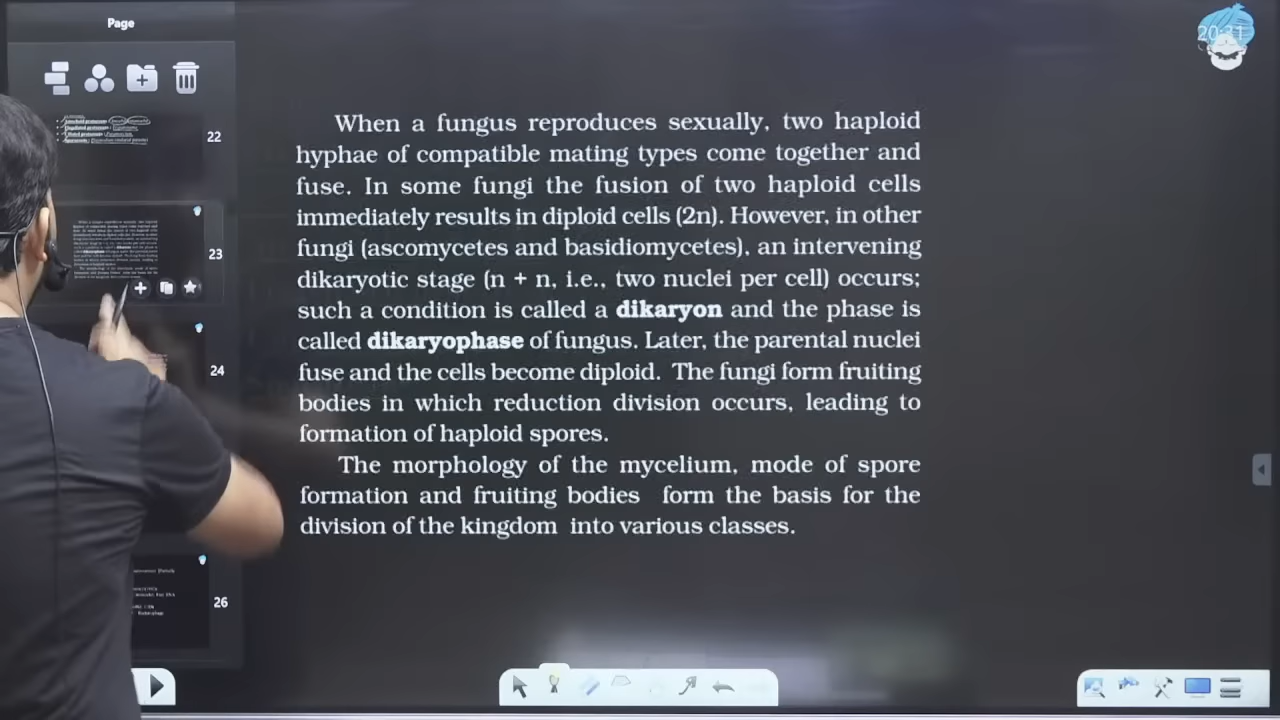 Page
20:31
22
23
24
26
When a fungus reproduces sexually, two haploid
hyphae of compatible mating types come together and
fuse. In some fungi the fusion of two haploid cells
immediately results in diploid cells (2n). However, in other
fungi (ascomycetes and basidiomycetes), an intervening
dikaryotic stage (n + n, i.e., two nuclei per cell) occurs;
such a condition is called a dikaryon and the phase is
called dikaryophase of fungus. Later, the parental nuclei
fuse and the cells become diploid. The fungi form fruiting
bodies in which reduction division occurs, leading to
formation of haploid spores.
The morphology of the mycelium, mode of spore
formation and fruiting bodies form the basis for the
division of the kingdom into various classes.